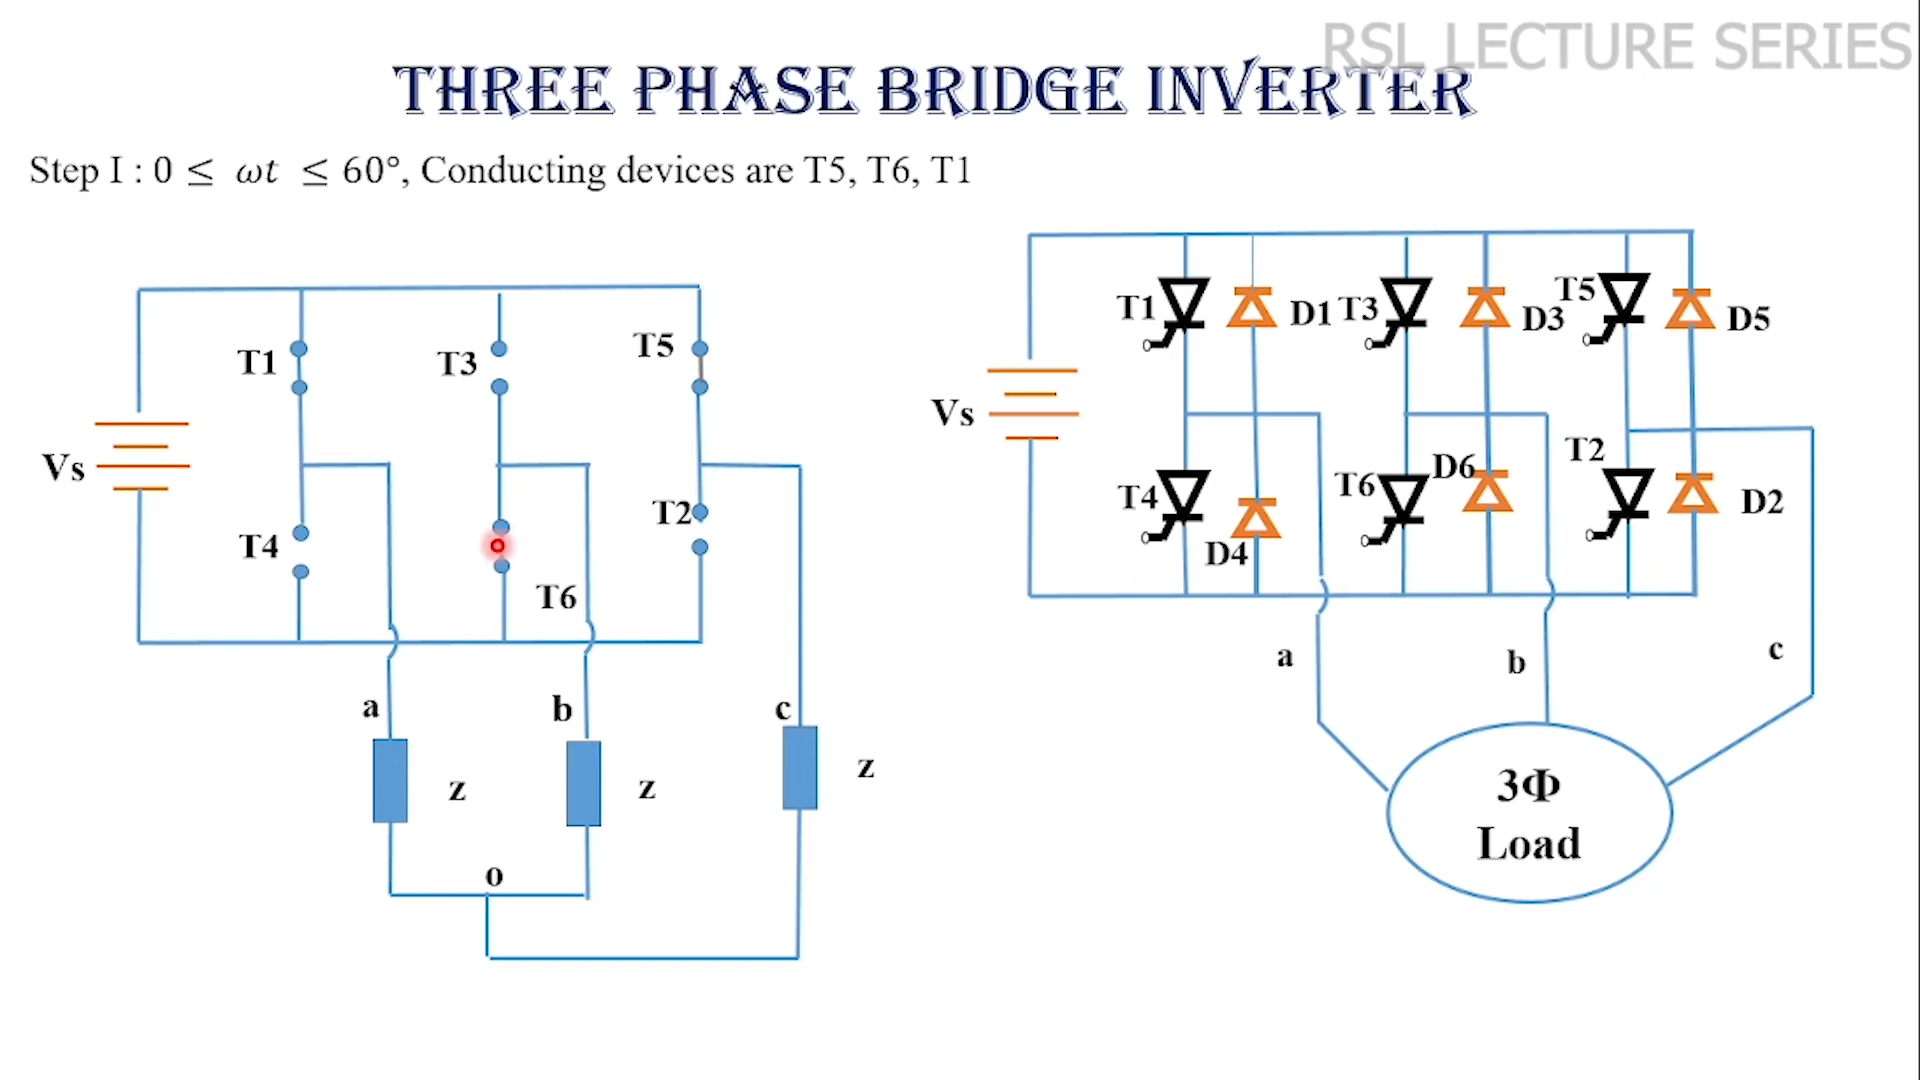 RSL LECTURE SERIES
THREE PHASE BRIDGE INVERTER
Step I : 0 ≤ ωt ≤ 60°, Conducting devices are T5, T6, T1
T1
T3
T5
Vs
T4
T2
T6
a
b
c
z
z
z
o
T1
D1
T3
D3
T5
D5
Vs
T4
D4
T6
D6
T2
D2
a
b
c
3Φ
Load